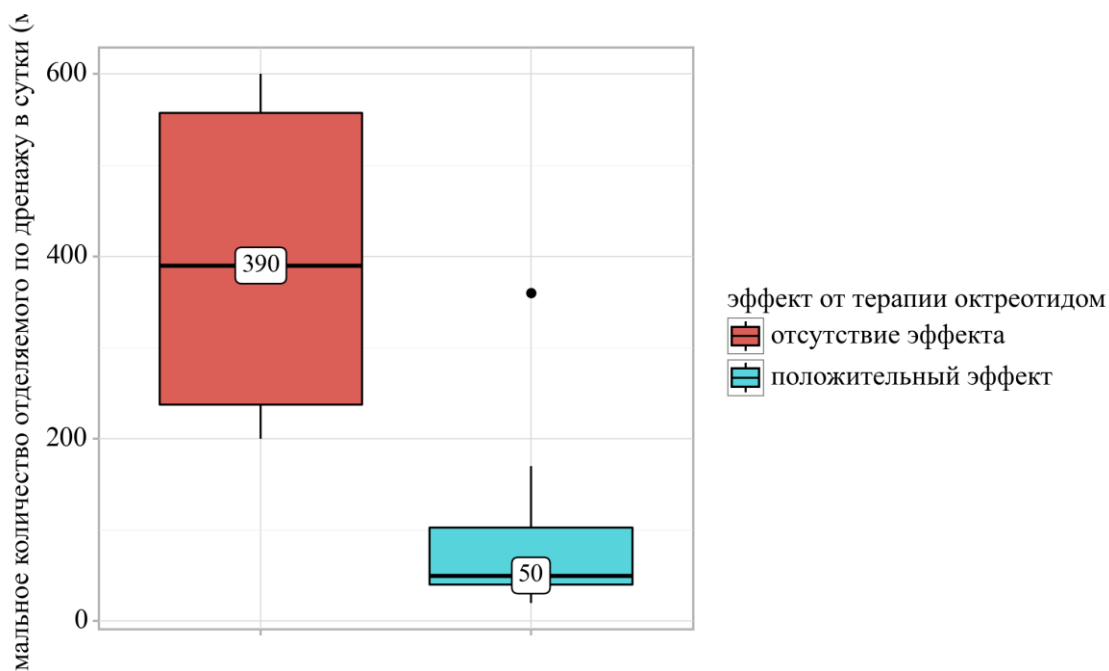 мальное количество отделяемого по дренажу в сутки (м
600
400
200
0
390
50
эффект от терапии октреотидом
отсутствие эффекта
положительный эффект